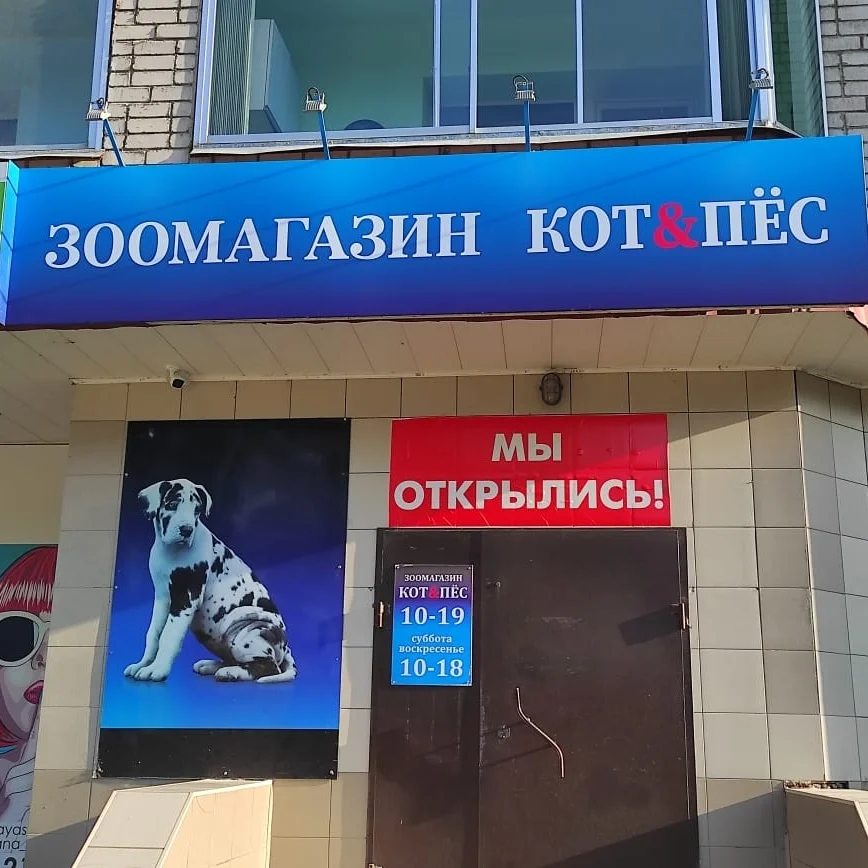 ЗООМАГАЗИН КОТ&ПЁС
МЫ
ОТКРЫЛИСЬ!
ЗООМАГАЗИН
КОТ&ПЁС
10-19
суббота
воскресенье
10-18